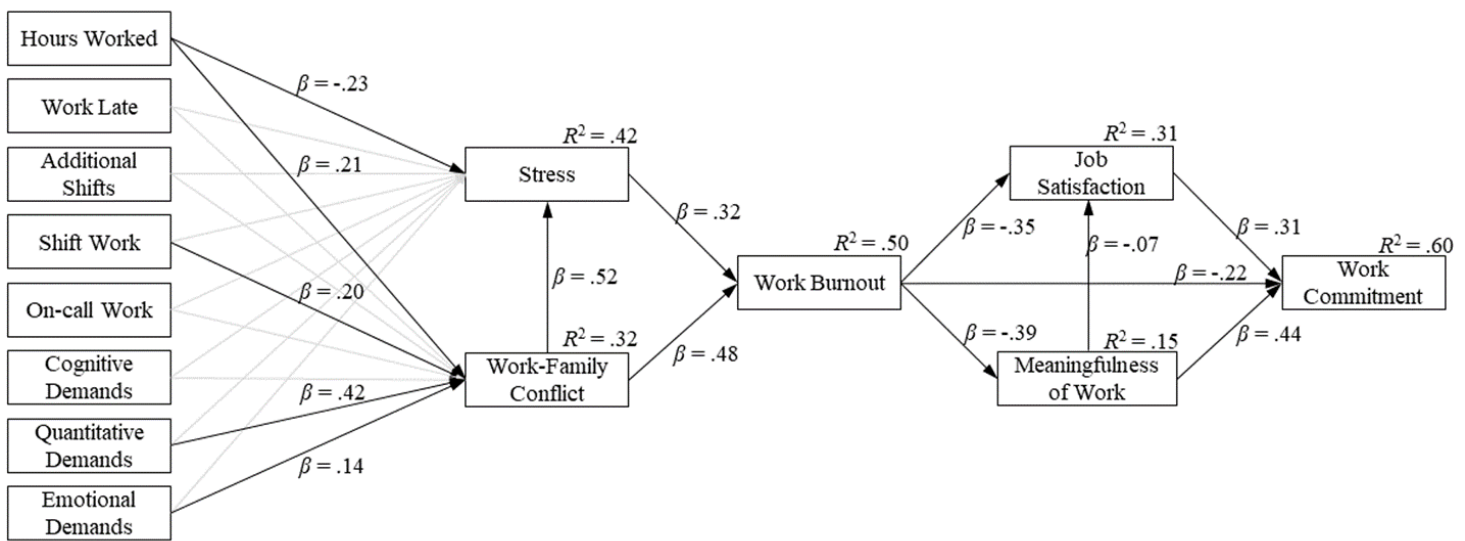 Hours Worked
Work Late
Additional
Shifts
Shift Work
On-call Work
Cognitive
Demands
Quantitative
Demands
Emotional
Demands
β = -.23
β = .21
β = .20
β = .42
β = .14
R² = .42
Stress
β = .52
R² = .32
Work-Family
Conflict
β = .32
β = .48
R² = .50
Work Burnout
β = -.35
β = -.39
R² = .31
Job
Satisfaction
β = -.07
R² = .15
Meaningfulness
of Work
β = .31
β = -.22
β = .44
R² = .60
Work
Commitment